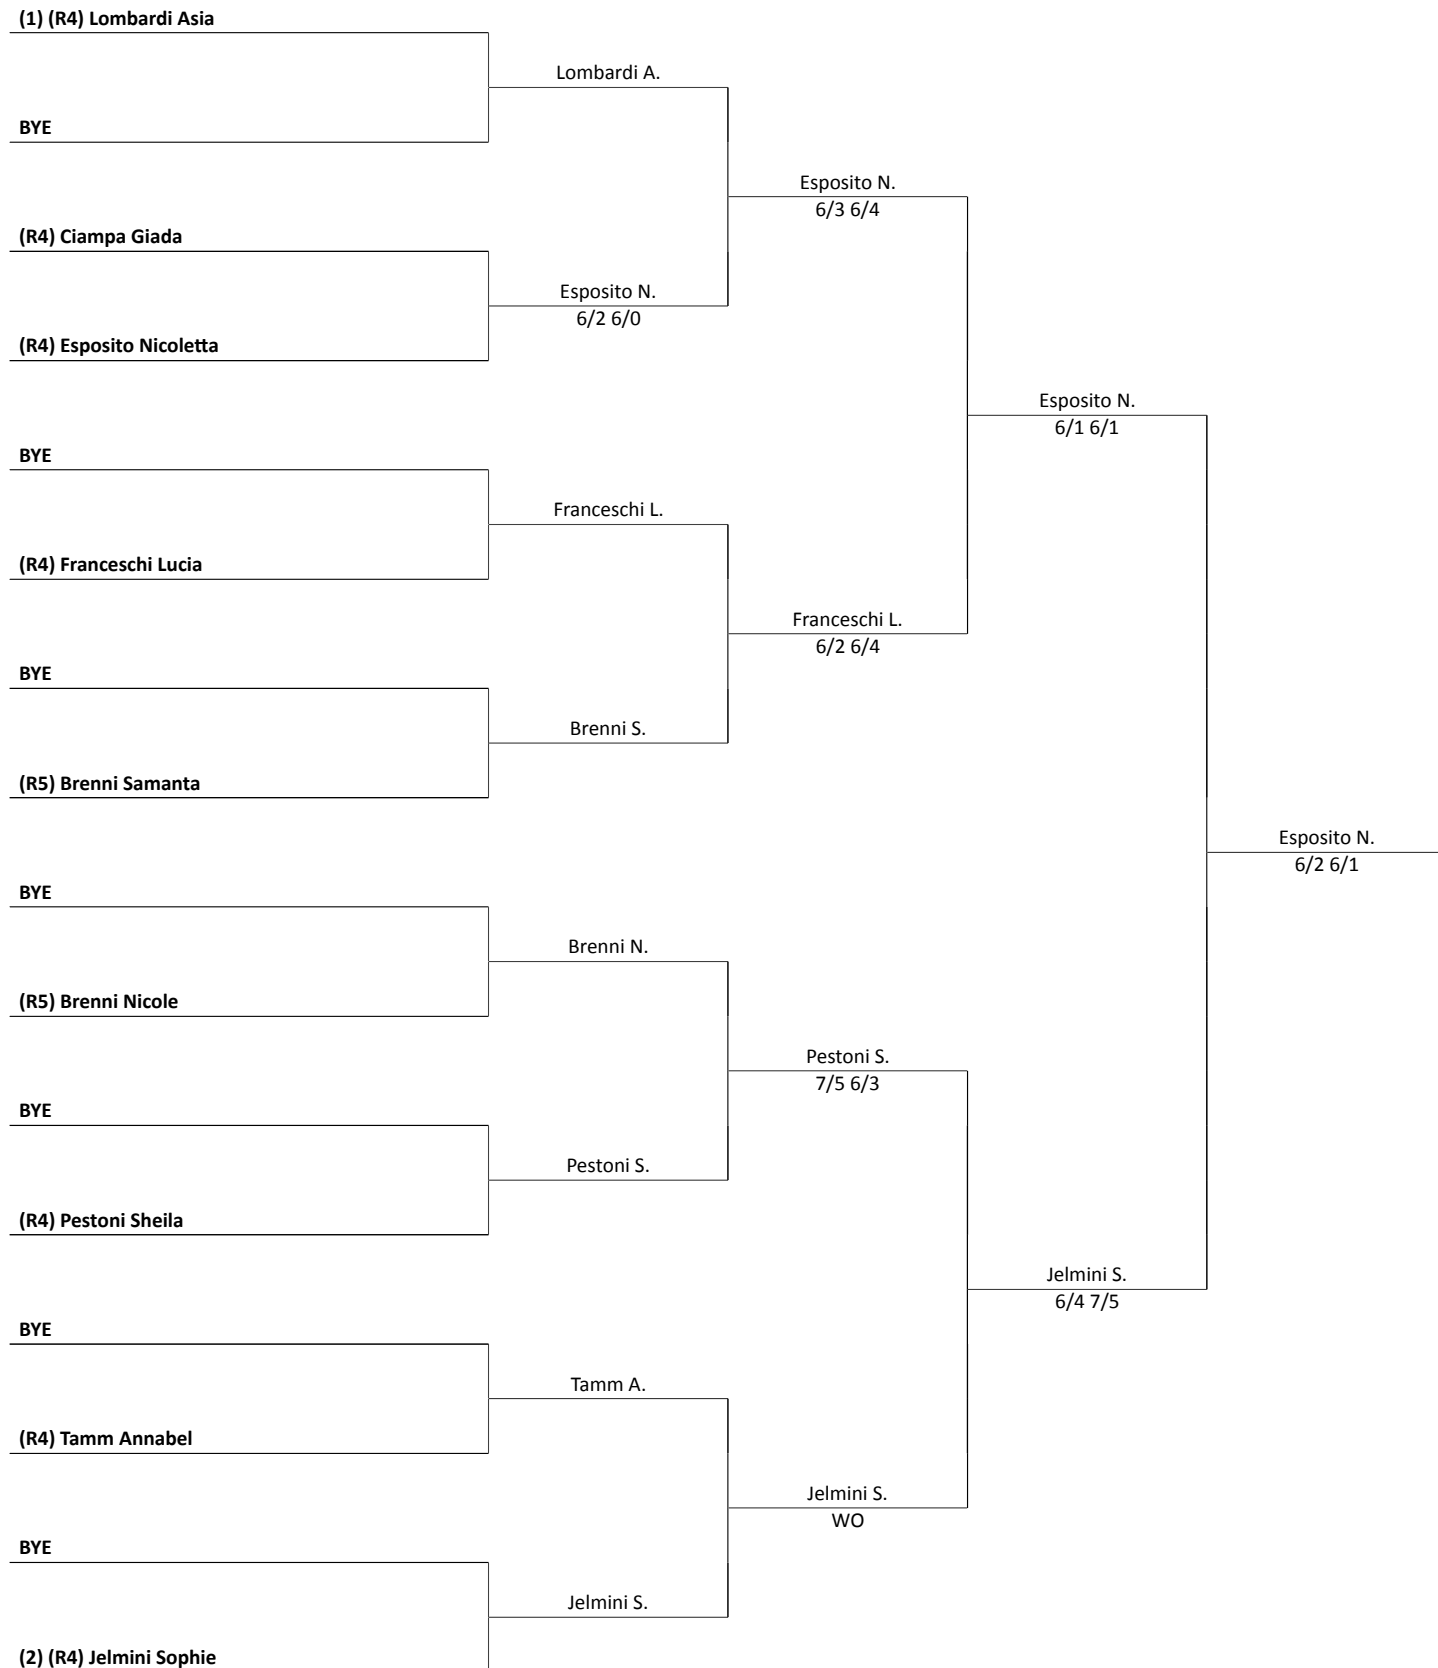 (1) (R4) Lombardi Asia
Lombardi A.
BYE
Esposito N.
6/3 6/4
(R4) Ciampa Giada
Esposito N.
6/2 6/0
(R4) Esposito Nicoletta
Esposito N.
6/1 6/1
BYE
Franceschi L.
(R4) Franceschi Lucia
Franceschi L.
6/2 6/4
BYE
Brenni S.
(R5) Brenni Samanta
Esposito N.
6/2 6/1
BYE
Brenni N.
(R5) Brenni Nicole
Pestoni S.
7/5 6/3
BYE
Pestoni S.
(R4) Pestoni Sheila
Jelmini S.
6/4 7/5
BYE
Tamm A.
(R4) Tamm Annabel
Jelmini S.
WO
BYE
Jelmini S.
(2) (R4) Jelmini Sophie